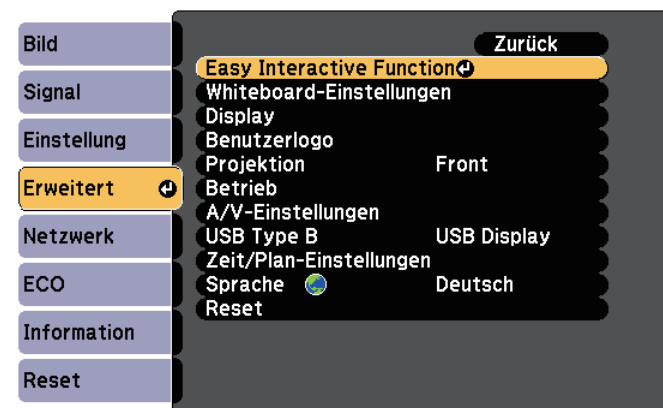 Bild
Signal
Einstellung
Erweitert
Netzwerk
ECO
Information
Reset
Zurück
Easy Interactive Function
Whiteboard-Einstellungen
Display
Benutzerlogo
Projektion Front
Betrieb
A/V-Einstellungen
USB Type B USB Display
Zeit/Plan-Einstellungen
Sprache Deutsch
Reset